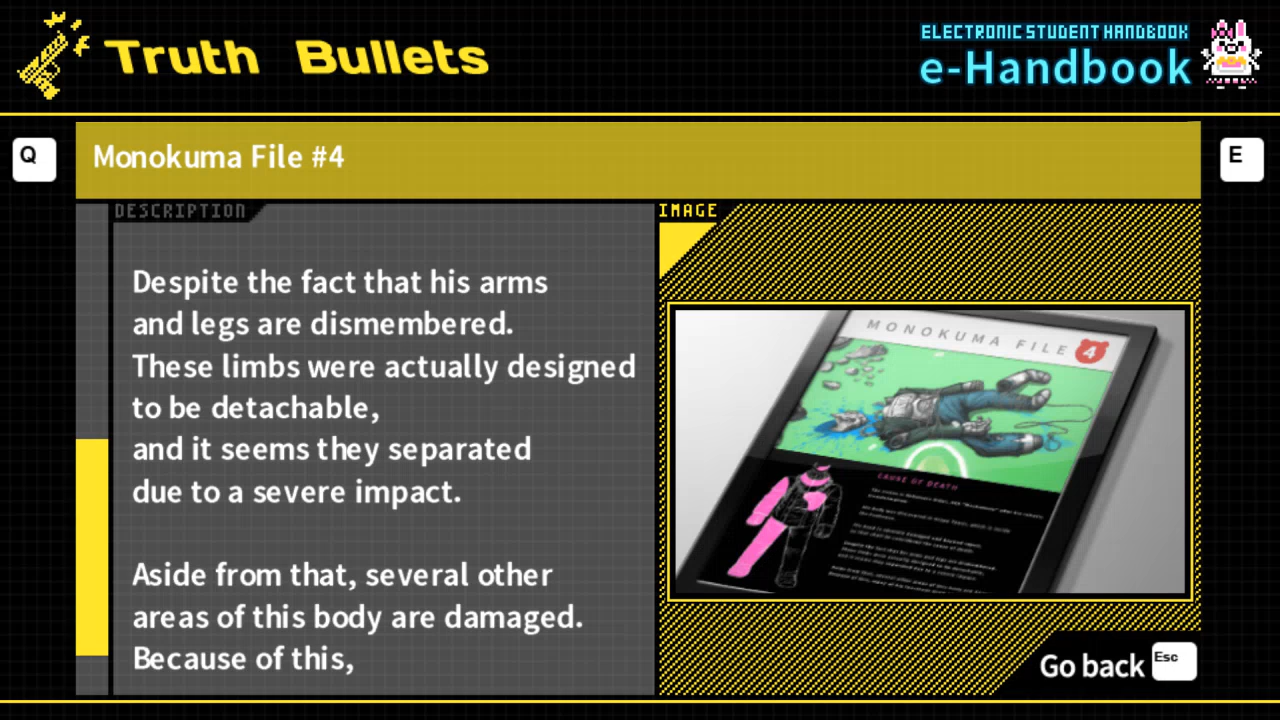 Truth Bullets
ELECTRONIC STUDENT HANDBOOK
e-Handbook
Q
E
Monokuma File #4
DESCRIPTION
IMAGE
Despite the fact that his arms
and legs are dismembered.
These limbs were actually designed
to be detachable,
and it seems they separated
due to a severe impact.
Aside from that, several other
areas of this body are damaged.
Because of this,
MONOKUMA FILE 4
CAUSE OF DEATH
Go back Esc